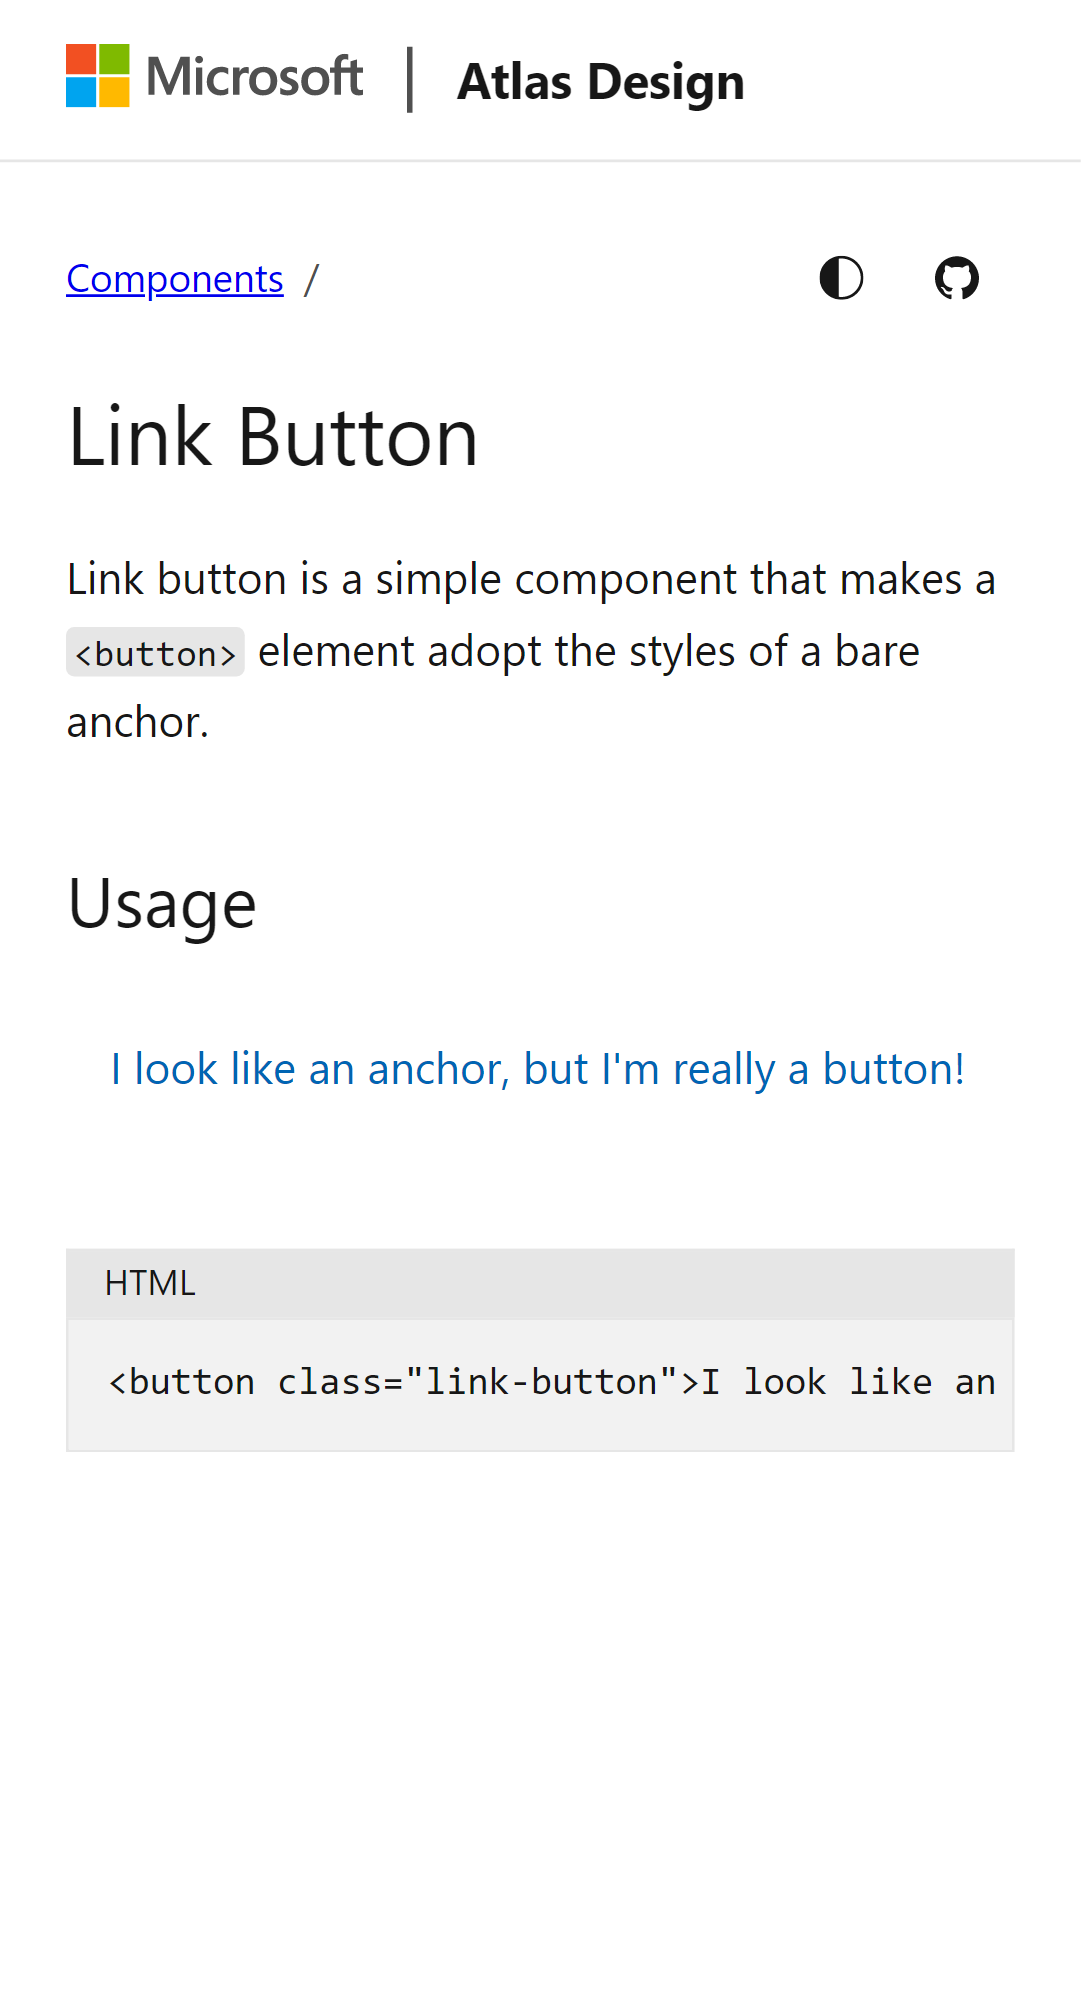 Microsoft | Atlas Design
Components /
Link Button
Link button is a simple component that makes a
<button> element adopt the styles of a bare
anchor.
Usage
I look like an anchor, but I'm really a button!
HTML
<button class="link-button">I look like an